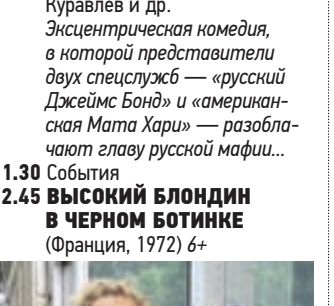 Куравлев и др.
Эксцентрическая комедия,
в которой представители
двух спецслужб — «русский
Джеймс Бонд» и «американ-
ская Мата Хари» — разобла-
чают главу русской мафии...
1.30 События
2.45 ВЫСОКИЙ БЛОНДИН
В ЧЕРНОМ БОТИНКЕ
(Франция, 1972) 6+